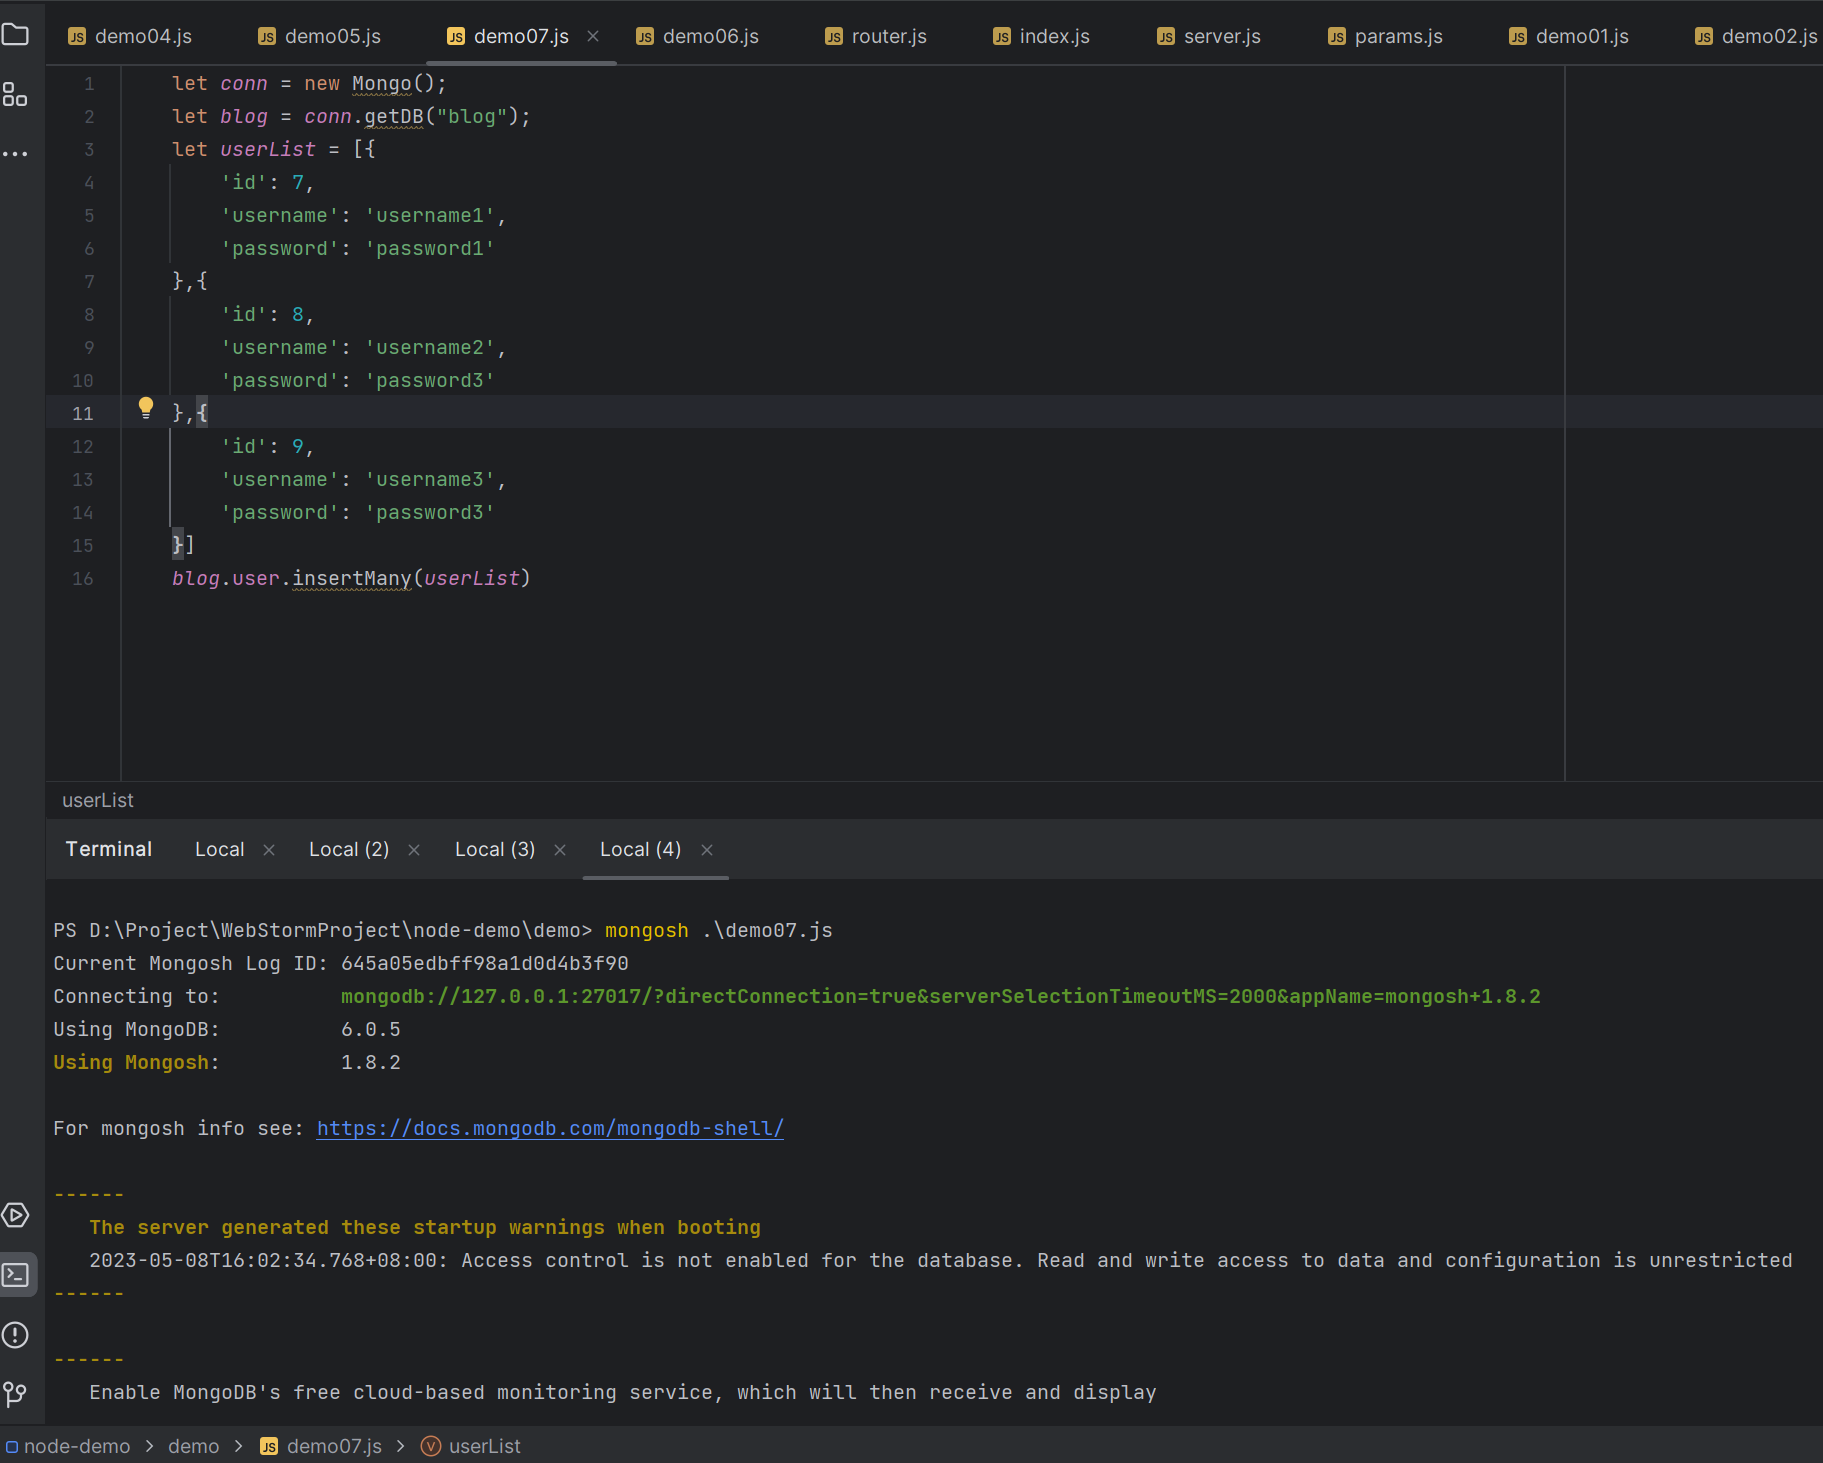 demo04.js demo05.js demo07.js demo06.js router.js index.js server.js params.js demo01.js demo02.js
1 let conn = new Mongo();
2 let blog = conn.getDB("blog");
3 let userList = [{
4 'id': 7,
5 'username': 'username1',
6 'password': 'password1'
7 },{
8 'id': 8,
9 'username': 'username2',
10 'password': 'password3'
11 },{
12 'id': 9,
13 'username': 'username3',
14 'password': 'password3'
15 }]
16 blog.user.insertMany(userList)
userList
Terminal Local Local (2) Local (3) Local (4)
PS D:\Project\WebStormProject\node-demo\demo> mongosh .\demo07.js
Current Mongosh Log ID: 645a05edbff98a1d0d4b3f90
Connecting to: mongodb://127.0.0.1:27017/?directConnection=true&serverSelectionTimeoutMS=2000&appName=mongosh+1.8.2
Using MongoDB: 6.0.5
Using Mongosh: 1.8.2
For mongosh info see: https://docs.mongodb.com/mongodb-shell/
------
The server generated these startup warnings when booting
2023-05-08T16:02:34.768+08:00: Access control is not enabled for the database. Read and write access to data and configuration is unrestricted
------
------
Enable MongoDB's free cloud-based monitoring service, which will then receive and display
node-demo > demo > JS demo07.js > V userList